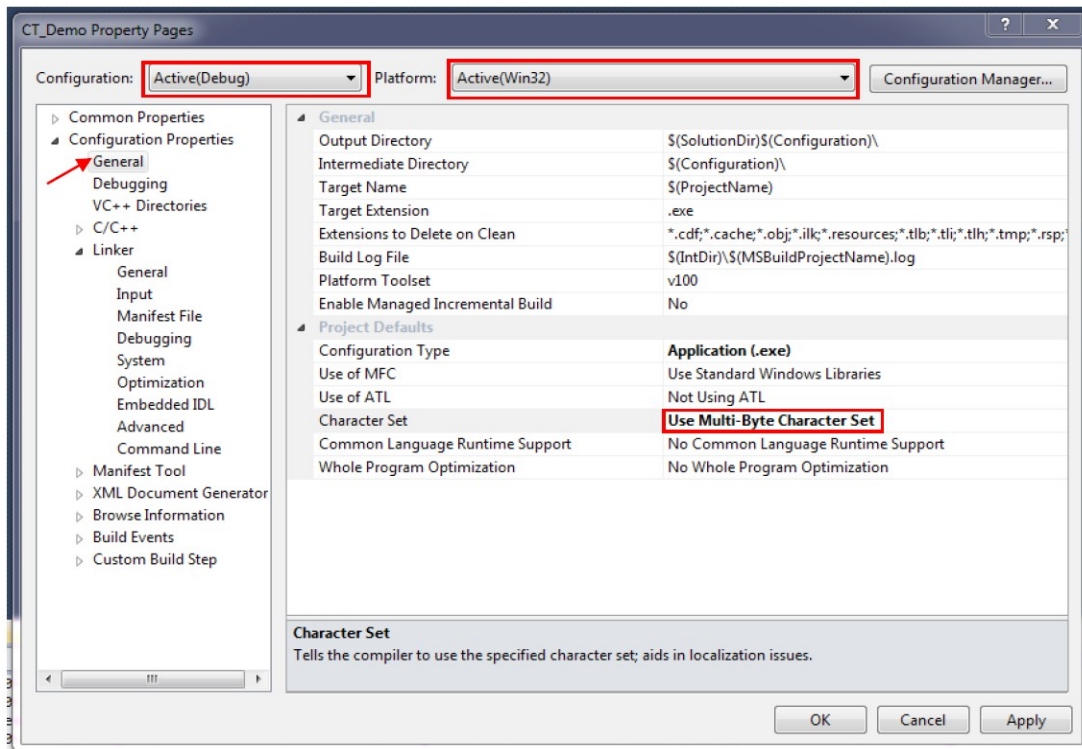 CT_Demo Property Pages
Configuration: Active(Debug) Platform: Active(Win32) Configuration Manager...
Common Properties
Configuration Properties
General
Debugging
VC++ Directories
C/C++
Linker
General
Input
Manifest File
Debugging
System
Optimization
Embedded IDL
Advanced
Command Line
Manifest Tool
XML Document Generator
Browse Information
Build Events
Custom Build Step
General
Output Directory $(SolutionDir)$(Configuration)\
Intermediate Directory $(Configuration)\
Target Name $(ProjectName)
Target Extension .exe
Extensions to Delete on Clean *.cdf;*.cache;*.obj;*.ilk;*.resources;*.tlb;*.tli;*.tlh;*.tmp;*.rsp;
Build Log File $(IntDir)\$(MSBuildProjectName).log
Platform Toolset v100
Enable Managed Incremental Build No
Project Defaults
Configuration Type Application (.exe)
Use of MFC Use Standard Windows Libraries
Use of ATL Not Using ATL
Character Set Use Multi-Byte Character Set
Common Language Runtime Support No Common Language Runtime Support
Whole Program Optimization No Whole Program Optimization
Character Set
Tells the compiler to use the specified character set; aids in localization issues.
OK Cancel Apply